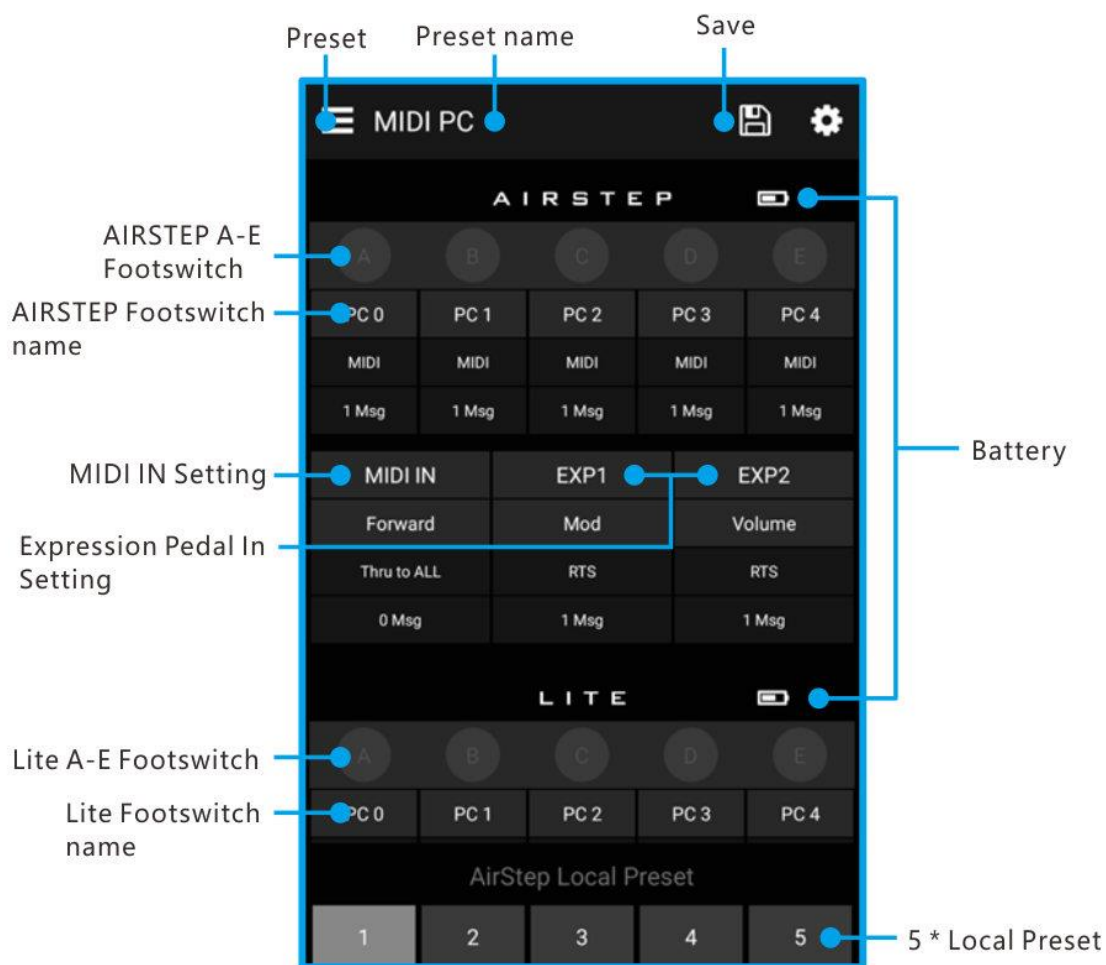 Preset
Preset name
Save
MIDI PC
AIRSTEP
AIRSTEP A-E
Footswitch
A B C D E
AIRSTEP Footswitch
name
PC 0 PC 1 PC 2 PC 3 PC 4
MIDI MIDI MIDI MIDI MIDI
1 Msg 1 Msg 1 Msg 1 Msg 1 Msg
Battery
MIDI IN Setting
MIDI IN EXP1 EXP2
Forward Mod Volume
Expression Pedal In
Setting
Thru to ALL RTS RTS
0 Msg 1 Msg 1 Msg
LITE
Lite A-E Footswitch
A B C D E
Lite Footswitch
name
PC 0 PC 1 PC 2 PC 3 PC 4
AirStep Local Preset
1 2 3 4 5
5 * Local Preset